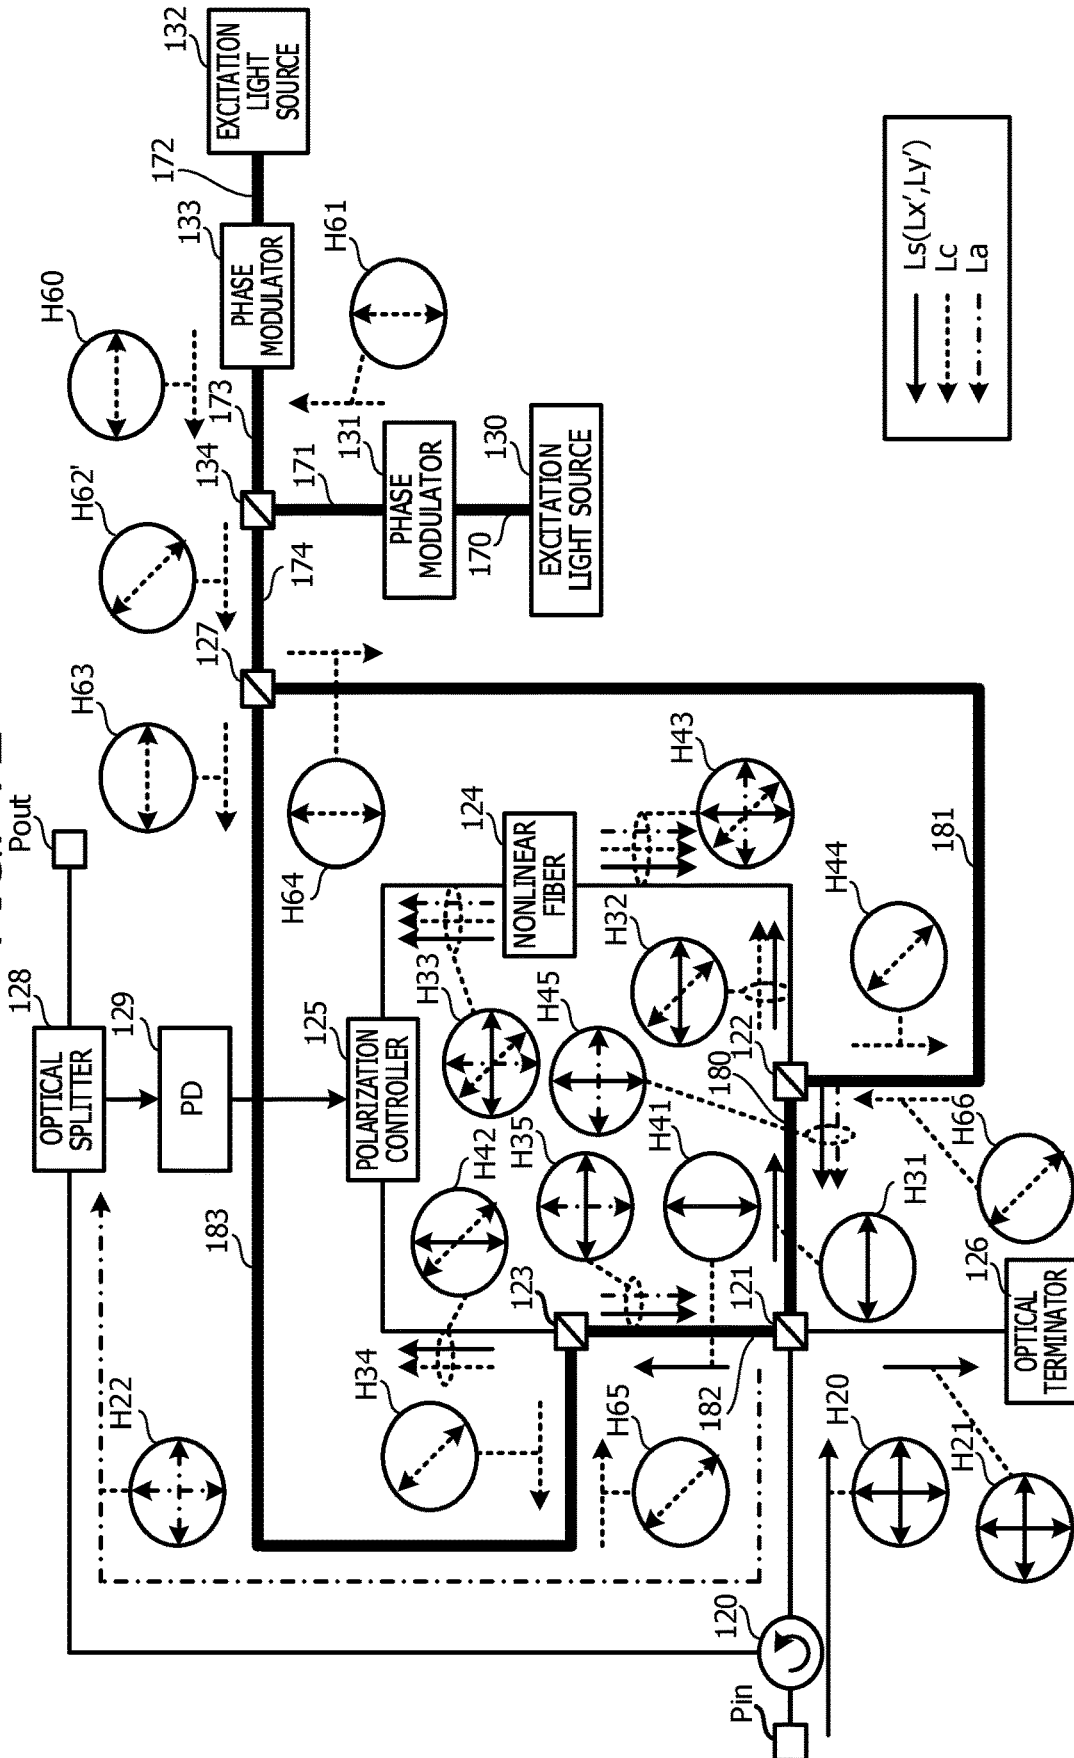 Pout
128
OPTICAL
SPLITTER
129
PD
H22
183
125
POLARIZATION
CONTROLLER
H63
127
H62'
174
134
H60
173
133
PHASE
MODULATOR
172
132
EXCITATION
LIGHT
SOURCE
H61
171
131
PHASE
MODULATOR
170
130
EXCITATION
LIGHT SOURCE
H64
124
NONLINEAR
FIBER
H33
H43
H42
H34
123
H35
H45
H32
H41
H65
182
121
180
122
181
H44
H66
H31
126
OPTICAL
TERMINATOR
H20
H21
120
Pin
Ls(Lx',Ly')
Lc
La